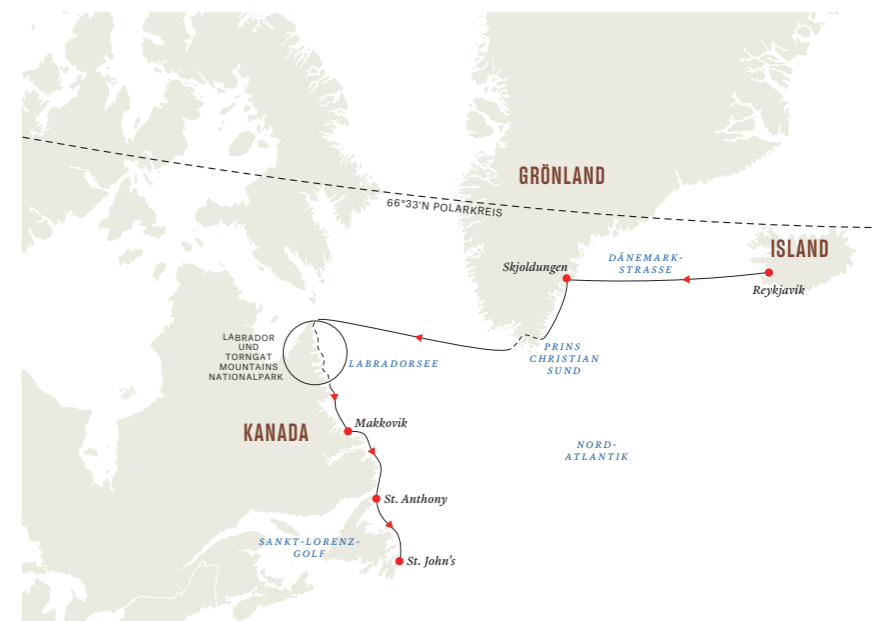 GRÖNLAND
66°33'N POLARKREIS
ISLAND
DÄNEMARK-
STRASSE
Skjoldungen
Reykjavík
LABRADOR
UND
TORNGAT
MOUNTAINS
NATIONALPARK
LABRADORSEE
PRINS
CHRISTIAN
SUND
KANADA
Makkovik
NORD-
ATLANTIK
St. Anthony
SANKT-LORENZ-
GOLF
St. John's